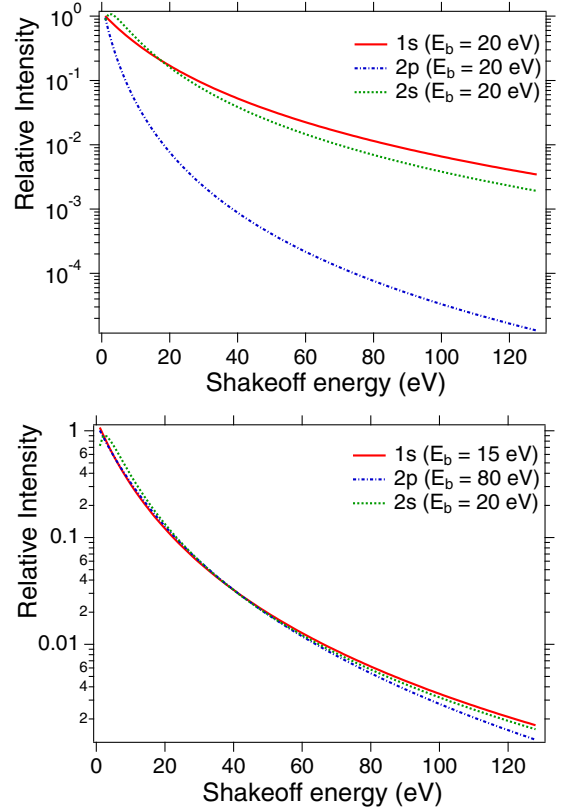 10^0
10^-1
10^-2
10^-3
10^-4
Relative Intensity
1s (E_b = 20 eV)
2p (E_b = 20 eV)
2s (E_b = 20 eV)
0 20 40 60 80 100 120
Shakeoff energy (eV)
1
6
4
2
0.1
6
4
2
0.01
6
4
2
Relative Intensity
1s (E_b = 15 eV)
2p (E_b = 80 eV)
2s (E_b = 20 eV)
0 20 40 60 80 100 120
Shakeoff energy (eV)